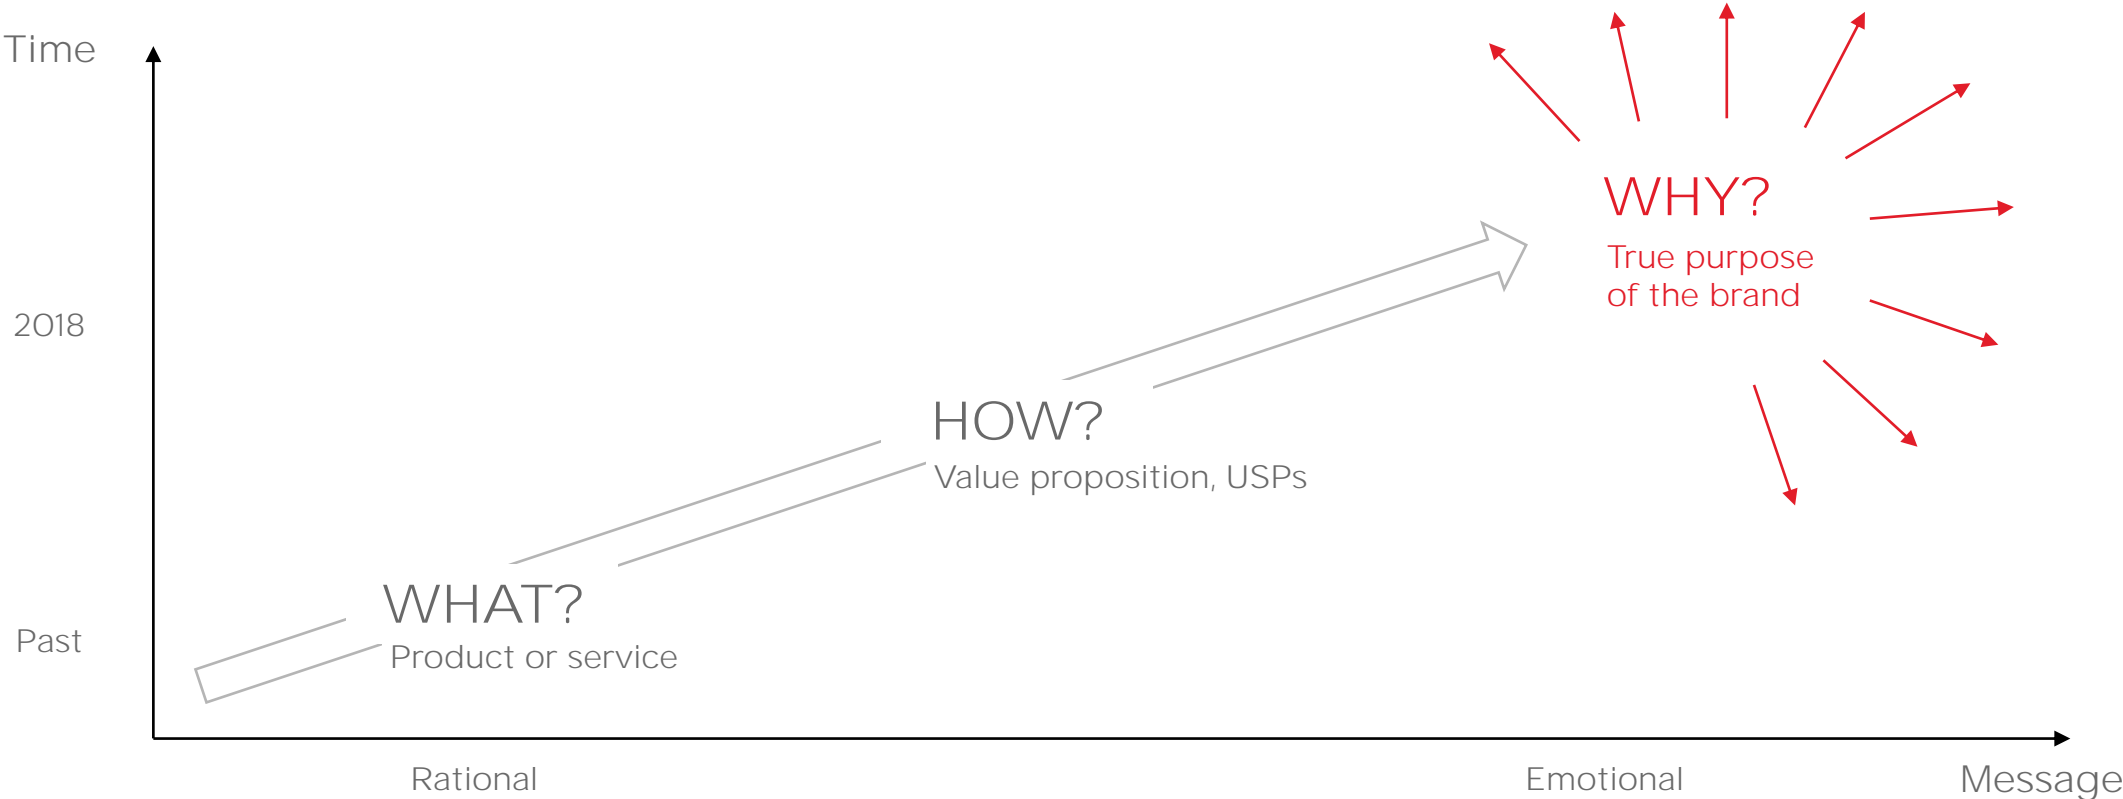 Time
WHY?
True purpose
of the brand
2018
HOW?
Value proposition, USPs
WHAT?
Product or service
Past
Rational
Emotional
Message